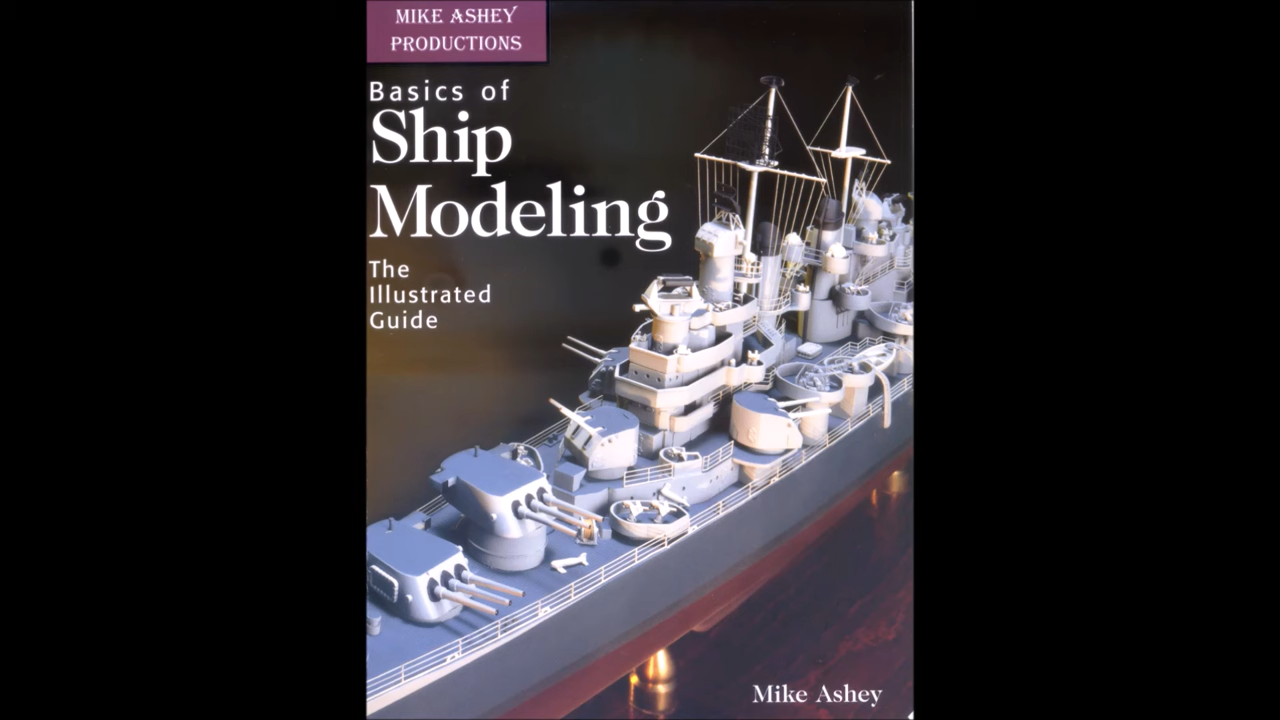 MIKE ASHEY
PRODUCTIONS
Basics of
Ship
Modeling
The
Illustrated
Guide
Mike Ashey